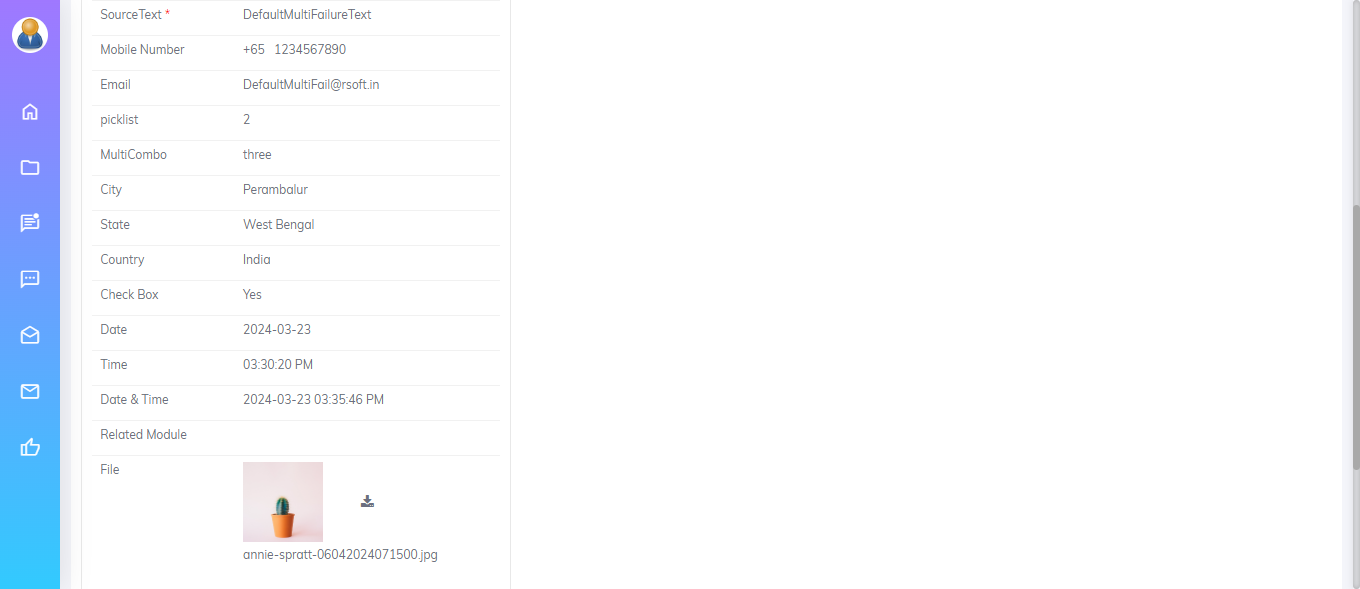 SourceText * DefaultMultiFailureText
Mobile Number +65 1234567890
Email DefaultMultiFail@rsoft.in
picklist 2
MultiCombo three
City Perambalur
State West Bengal
Country India
Check Box Yes
Date 2024-03-23
Time 03:30:20 PM
Date & Time 2024-03-23 03:35:46 PM
Related Module
File
annie-spratt-06042024071500.jpg